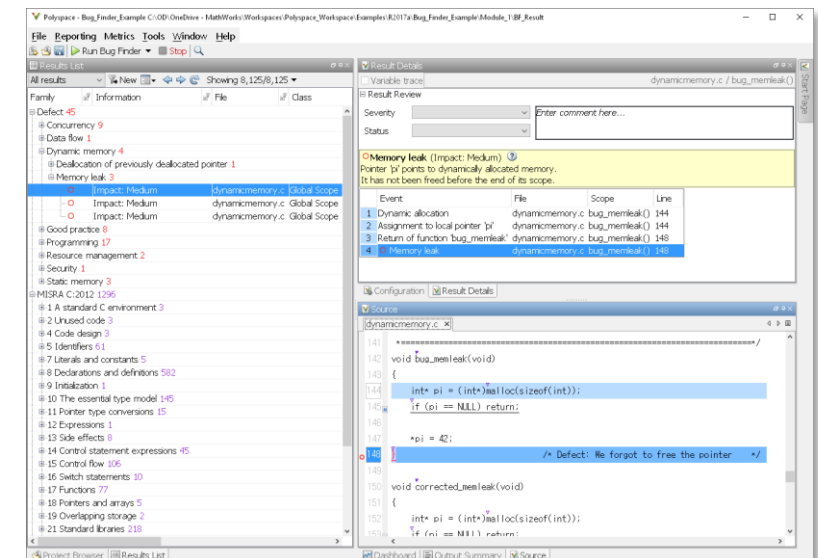 Polyspace - Bug_Finder_Example C:\OD\OneDrive - MathWorks\Workspaces\Polyspace_Workspace\Examples\R2017a\Bug_Finder_Example\Module_1\BF_Result
File Reporting Metrics Tools Window Help
Run Bug Finder Stop
Results List
All results New Showing 8,125/8,125
Family Information File Class
Defect 45
Concurrency 9
Data flow 1
Dynamic memory 4
Deallocation of previously deallocated pointer 1
Memory leak 3
Impact: Medium dynamicmemory.c Global Scope
Impact: Medium dynamicmemory.c Global Scope
Impact: Medium dynamicmemory.c Global Scope
Good practice 8
Programming 17
Resource management 2
Security 1
Static memory 3
MISRA C:2012 1296
1 A standard C environment 3
2 Unused code 3
4 Code design 3
5 Identifiers 61
7 Literals and constants 5
8 Declarations and definitions 582
9 Initialization 1
10 The essential type model 145
11 Pointer type conversions 15
12 Expressions 1
13 Side effects 8
14 Control statement expressions 45
15 Control flow 106
16 Switch statements 10
17 Functions 77
18 Pointers and arrays 5
19 Overlapping storage 2
21 Standard libraries 218
Project Browser Results List
Result Details
Variable trace dynamicmemory.c / bug_memleak()
Result Review
Severity Enter comment here...
Status
Memory leak (Impact: Medium)
Pointer 'pi' points to dynamically allocated memory.
It has not been freed before the end of its scope.
Event File Scope Line
1 Dynamic allocation dynamicmemory.c bug_memleak() 144
2 Assignment to local pointer 'pi' dynamicmemory.c bug_memleak() 144
3 Return of function 'bug_memleak' dynamicmemory.c bug_memleak() 148
4 Memory leak dynamicmemory.c bug_memleak() 148
Configuration Result Details
Source
dynamicmemory.c
141 *===========================================================================*/
142 void bug_memleak(void)
143 {
144 int* pi = (int*)malloc(sizeof(int));
145 if (pi == NULL) return;
146
147 *pi = 42;
148 } /* Defect: We forgot to free the pointer */
149
150 void corrected_memleak(void)
151 {
152 int* pi = (int*)malloc(sizeof(int));
153 if (pi == NULL) return;
Dashboard Output Summary Source
Start Page